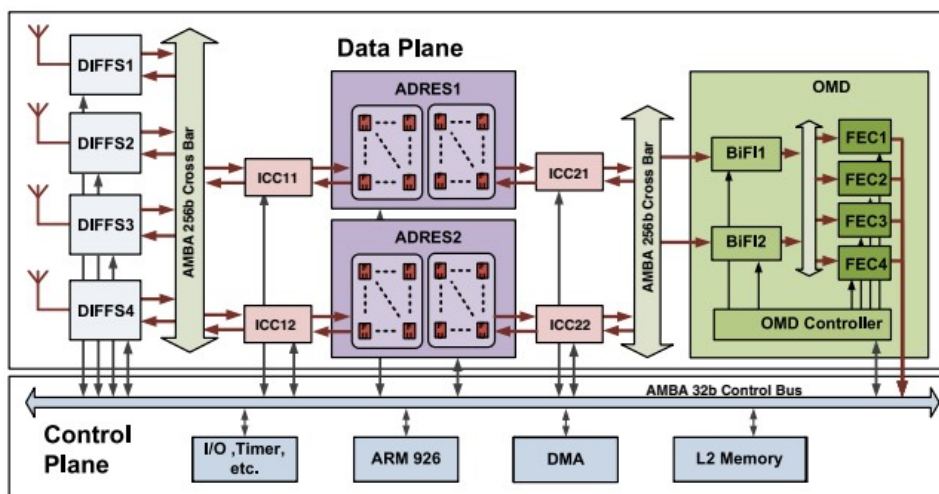 Data Plane
DIFFS1
DIFFS2
DIFFS3
DIFFS4
AMBA 256b Cross Bar
ICC11
ICC12
ADRES1
ADRES2
ICC21
ICC22
AMBA 256b Cross Bar
OMD
BiFI1
BiFI2
FEC1
FEC2
FEC3
FEC4
OMD Controller
AMBA 32b Control Bus
Control
Plane
I/O ,Timer,
etc.
ARM 926
DMA
L2 Memory